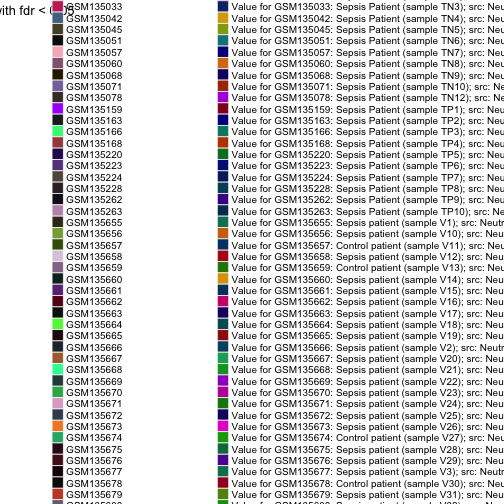 with fdr <
GSM135033 Value for GSM135033: Sepsis Patient (sample TN3); src: Neu
GSM135042 Value for GSM135042: Sepsis Patient (sample TN4); src: Neu
GSM135045 Value for GSM135045: Sepsis Patient (sample TN5); src: Neu
GSM135051 Value for GSM135051: Sepsis Patient (sample TN6); src: Neu
GSM135057 Value for GSM135057: Sepsis Patient (sample TN7); src: Neu
GSM135060 Value for GSM135060: Sepsis Patient (sample TN8); src: Neu
GSM135068 Value for GSM135068: Sepsis Patient (sample TN9); src: Neu
GSM135071 Value for GSM135071: Sepsis Patient (sample TN10); src: Ne
GSM135078 Value for GSM135078: Sepsis Patient (sample TN12); src: Ne
GSM135159 Value for GSM135159: Sepsis Patient (sample TP1); src: Neu
GSM135163 Value for GSM135163: Sepsis Patient (sample TP2); src: Neu
GSM135166 Value for GSM135166: Sepsis Patient (sample TP3); src: Neu
GSM135168 Value for GSM135168: Sepsis Patient (sample TP4); src: Neu
GSM135220 Value for GSM135220: Sepsis Patient (sample TP5); src: Neu
GSM135223 Value for GSM135223: Sepsis Patient (sample TP6); src: Neu
GSM135224 Value for GSM135224: Sepsis Patient (sample TP7); src: Neu
GSM135228 Value for GSM135228: Sepsis Patient (sample TP8); src: Neu
GSM135262 Value for GSM135262: Sepsis Patient (sample TP9); src: Neu
GSM135263 Value for GSM135263: Sepsis Patient (sample TP10); src: Neu
GSM135655 Value for GSM135655: Sepsis patient (sample V1); src: Neutr
GSM135656 Value for GSM135656: Sepsis patient (sample V10); src: Neu
GSM135657 Value for GSM135657: Control patient (sample V11); src: Neu
GSM135658 Value for GSM135658: Sepsis patient (sample V12); src: Neu
GSM135659 Value for GSM135659: Control patient (sample V13); src: Neu
GSM135660 Value for GSM135660: Sepsis patient (sample V14); src: Neu
GSM135661 Value for GSM135661: Sepsis patient (sample V15); src: Neu
GSM135662 Value for GSM135662: Sepsis patient (sample V16); src: Neu
GSM135663 Value for GSM135663: Sepsis patient (sample V17); src: Neu
GSM135664 Value for GSM135664: Sepsis patient (sample V18); src: Neu
GSM135665 Value for GSM135665: Sepsis patient (sample V19); src: Neu
GSM135666 Value for GSM135666: Sepsis patient (sample V2); src: Neutr
GSM135667 Value for GSM135667: Sepsis patient (sample V20); src: Neu
GSM135668 Value for GSM135668: Sepsis patient (sample V21); src: Neu
GSM135669 Value for GSM135669: Sepsis patient (sample V22); src: Neu
GSM135670 Value for GSM135670: Sepsis patient (sample V23); src: Neu
GSM135671 Value for GSM135671: Sepsis patient (sample V24); src: Neu
GSM135672 Value for GSM135672: Sepsis patient (sample V25); src: Neu
GSM135673 Value for GSM135673: Sepsis patient (sample V26); src: Neu
GSM135674 Value for GSM135674: Control patient (sample V27); src: Neu
GSM135675 Value for GSM135675: Sepsis patient (sample V28); src: Neu
GSM135676 Value for GSM135676: Sepsis patient (sample V29); src: Neu
GSM135677 Value for GSM135677: Sepsis patient (sample V3); src: Neutr
GSM135678 Value for GSM135678: Control patient (sample V30); src: Neu
GSM135679 Value for GSM135679: Sepsis patient (sample V31); src: Neu